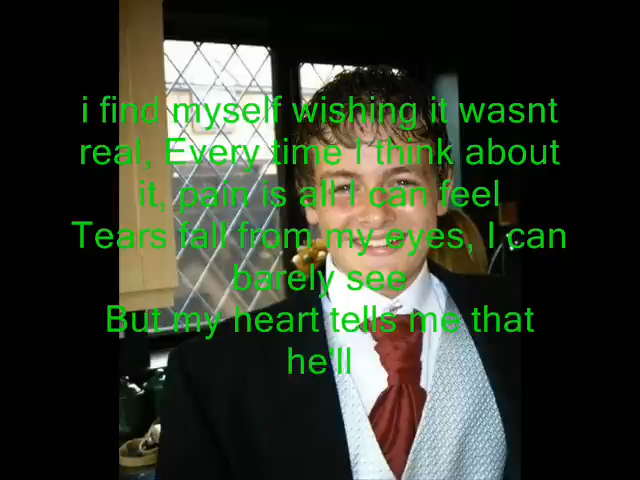 i find myself wishing it wasnt
real, Every time I think about
it, pain is all I can feel
Tears fall from my eyes, I can
barely see
But my heart tells me that
he'll